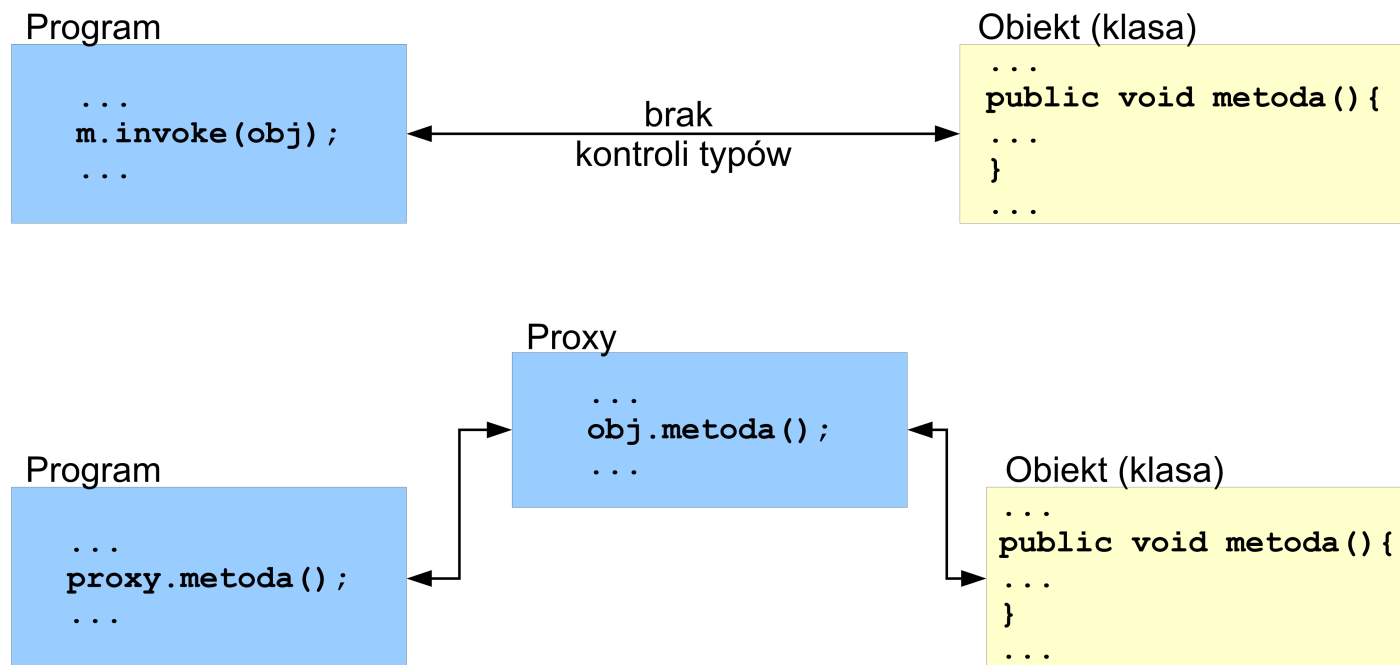 Program
...
m.invoke(obj);
...
brak
kontroli typów
Obiekt (klasa)
...
public void metoda(){
...
}
...
Proxy
...
obj.metoda();
...
Program
...
proxy.metoda();
...
Obiekt (klasa)
...
public void metoda(){
...
}
...